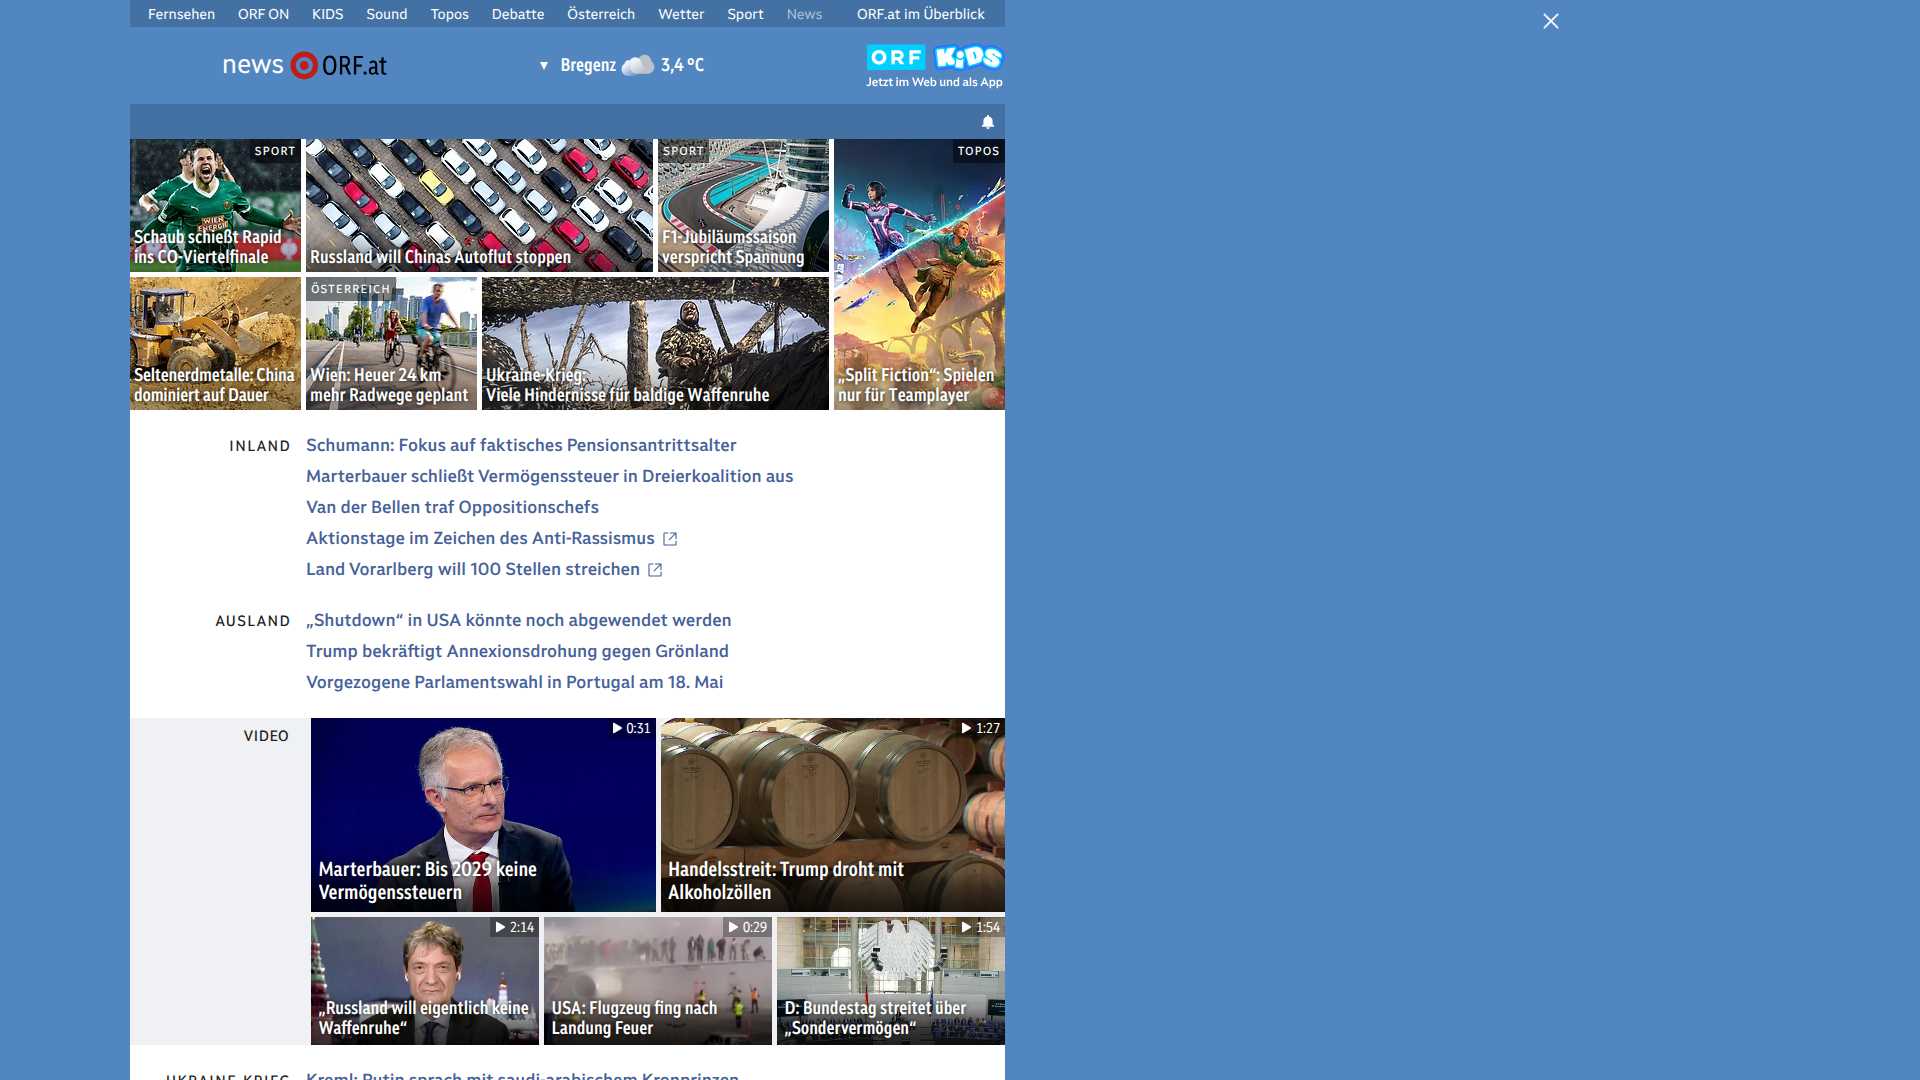 Fernsehen ORF ON KIDS Sound Topos Debatte Österreich Wetter Sport News ORF.at im Überblick
news ORF.at
Bregenz 3,4 °C
ORF KIDS
Jetzt im Web und als App
SPORT
Schaub schießt Rapid
ins CO-Viertelfinale
Russland will Chinas Autoflut stoppen
SPORT
F1-Jubiläumssaison
verspricht Spannung
TOPOS
„Split Fiction“: Spielen
nur für Teamplayer
Seltenerdmetalle: China
dominiert auf Dauer
ÖSTERREICH
Wien: Heuer 24 km
mehr Radwege geplant
Ukraine-Krieg:
Viele Hindernisse für baldige Waffenruhe
INLAND
Schumann: Fokus auf faktisches Pensionsantrittsalter
Marterbauer schließt Vermögenssteuer in Dreierkoalition aus
Van der Bellen traf Oppositionschefs
Aktionstage im Zeichen des Anti-Rassismus
Land Vorarlberg will 100 Stellen streichen
AUSLAND
„Shutdown“ in USA könnte noch abgewendet werden
Trump bekräftigt Annexionsdrohung gegen Grönland
Vorgezogene Parlamentswahl in Portugal am 18. Mai
VIDEO
0:31
Marterbauer: Bis 2029 keine
Vermögenssteuern
1:27
Handelsstreit: Trump droht mit
Alkoholzöllen
2:14
„Russland will eigentlich keine
Waffenruhe“
0:29
USA: Flugzeug fing nach
Landung Feuer
1:54
D: Bundestag streitet über
„Sondervermögen“
UKRAINE-KRIEG
Kreml: Putin sprach mit saudi-arabischem Kronprinzen